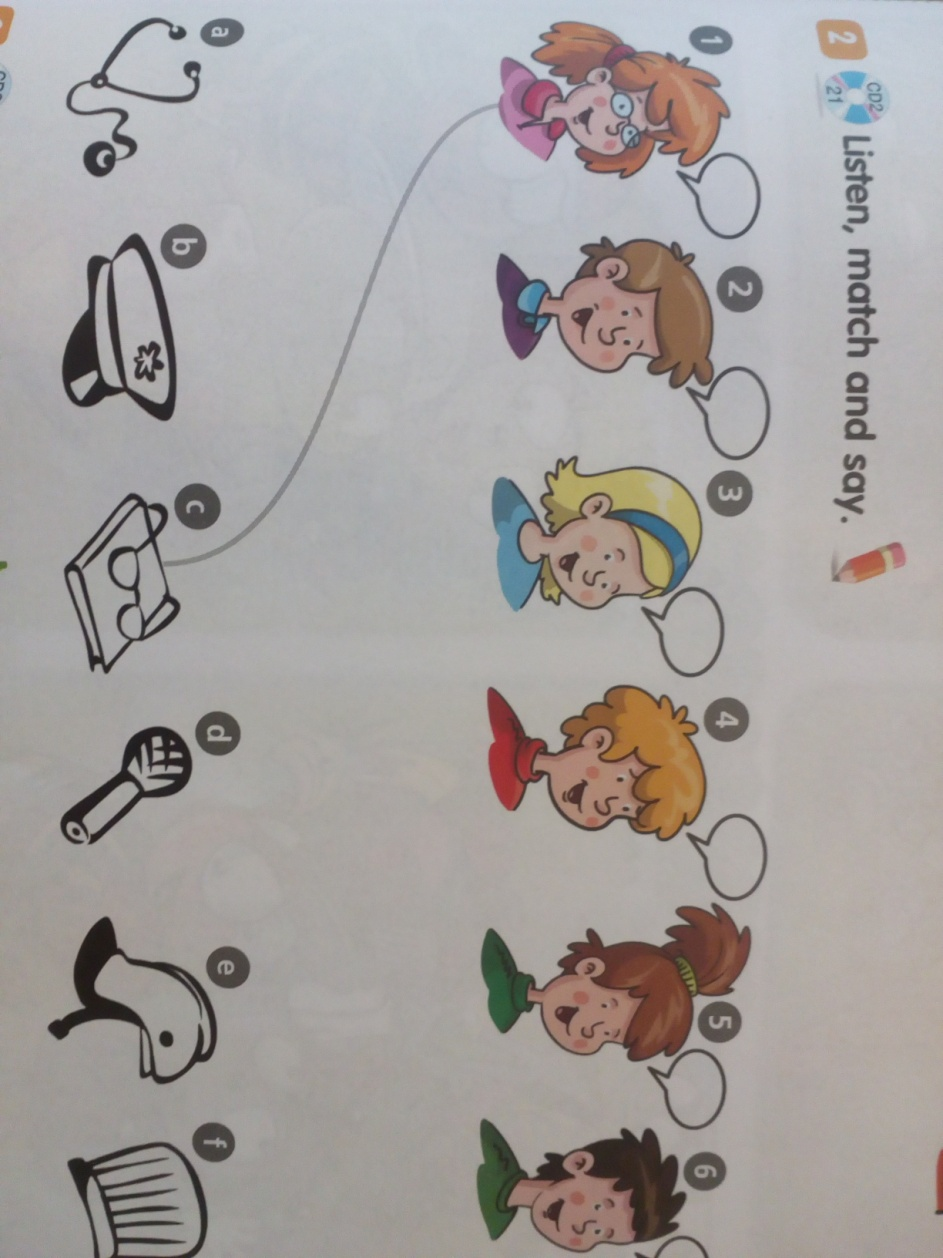 2 CD2 21 Listen, match and say.
1 2 3 4 5 6
a b c d e f